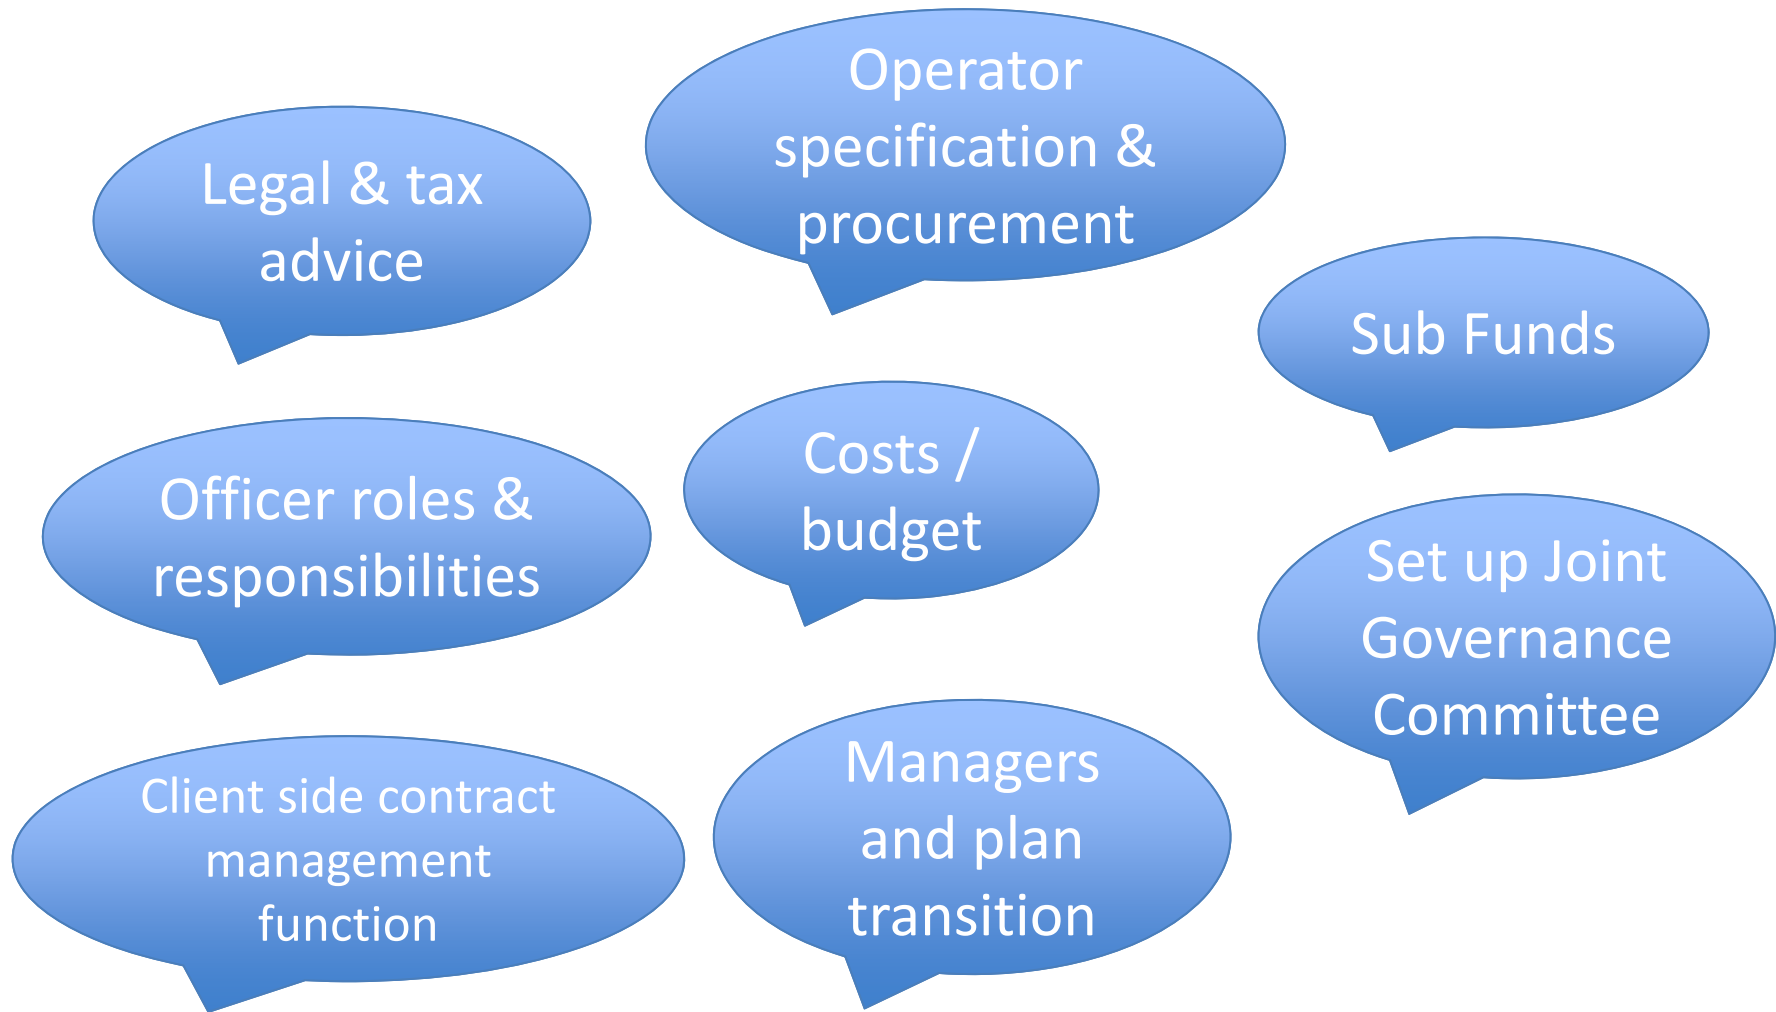 Legal & tax
advice
Operator
specification &
procurement
Sub Funds
Officer roles &
responsibilities
Costs /
budget
Set up Joint
Governance
Committee
Client side contract
management
function
Managers
and plan
transition